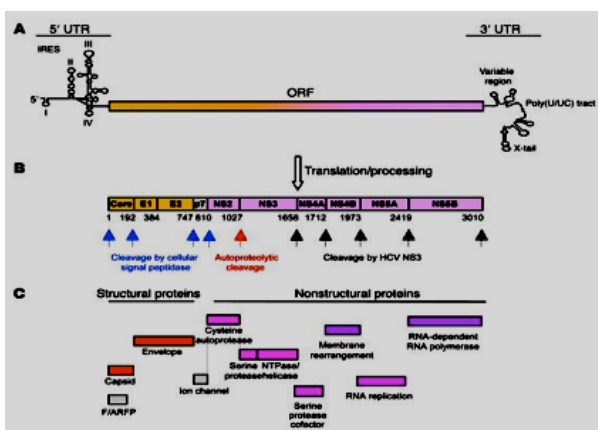 A
5' UTR
3' UTR
IRES
III
II
5'
I
IV
ORF
Variable
region
Poly(U/UC) tract
X-tail
B
Translation/processing
Core E1 E2 p7 NS2 NS3 NS4A NS4B NS5A NS5B
1 192 384 747 810 1027 1658 1712 1973 2419 3010
Cleavage by cellular
signal peptidase
Autoproteolytic
cleavage
Cleavage by HCV NS3
C
Structural proteins
Nonstructural proteins
Cysteine
autoprotease
Envelope
Membrane
rearrangement
RNA-dependent
RNA polymerase
Serine
protease
NTPase/
helicase
Capsid
Ion channel
F/ARFP
Serine
protease
cofactor
RNA replication